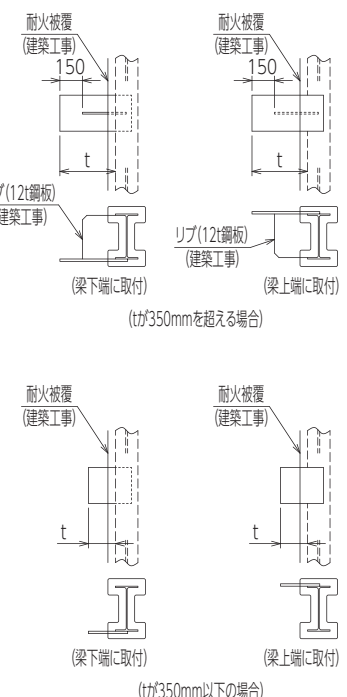 耐火被覆
(建築工事)
150
t
(12t鋼板)
建築工事)
(梁下端に取付)
耐火被覆
(建築工事)
150
t
リブ(12t鋼板)
(建築工事)
(梁上端に取付)
(tが350mmを超える場合)
耐火被覆
(建築工事)
t
(梁下端に取付)
耐火被覆
(建築工事)
t
(梁上端に取付)
(tが350mm以下の場合)